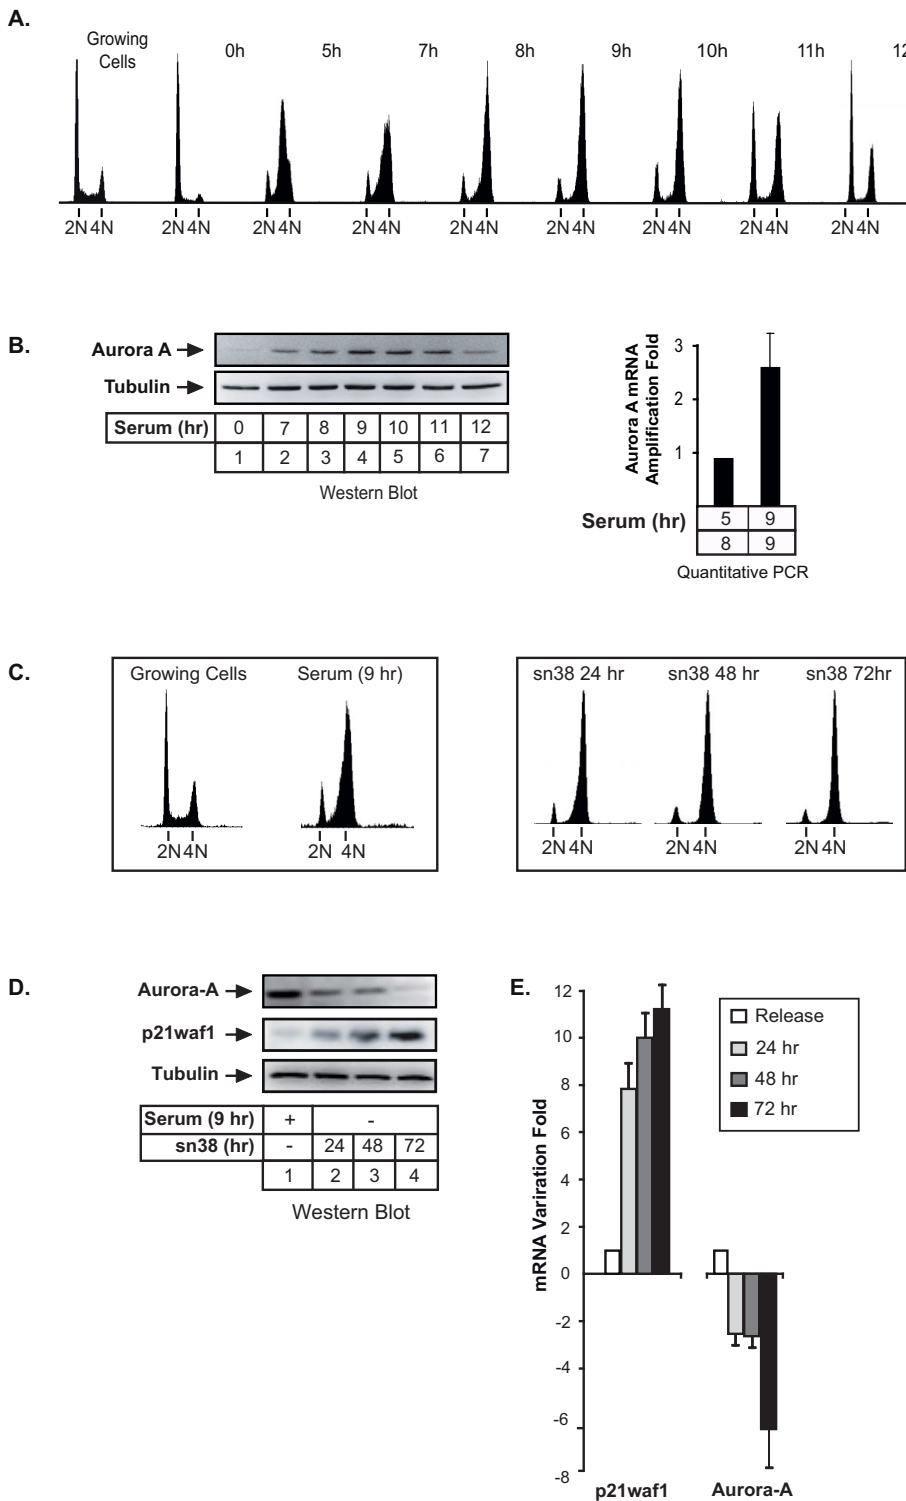 A.
Growing
Cells
0h 5h 7h 8h 9h 10h 11h 12
2N 4N 2N 4N 2N 4N 2N 4N 2N 4N 2N 4N 2N 4N 2N 4N 2N 4N
B.
Aurora A
Tubulin
Serum (hr) 0 7 8 9 10 11 12
1 2 3 4 5 6 7
Western Blot
Aurora A mRNA
Amplification Fold
3
2
1
Serum (hr) 5 9
8 9
Quantitative PCR
C.
Growing Cells Serum (9 hr)
2N 4N 2N 4N
sn38 24 hr sn38 48 hr sn38 72hr
2N 4N 2N 4N 2N 4N
D.
Aurora-A
p21waf1
Tubulin
Serum (9 hr) + -
sn38 (hr) - 24 48 72
1 2 3 4
Western Blot
E.
mRNA Variration Fold
12
10
8
6
4
2
0
-2
-4
-6
-8
Release
24 hr
48 hr
72 hr
p21waf1 Aurora-A